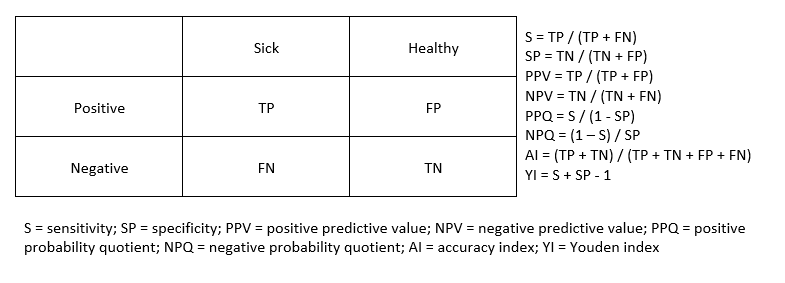 Sick Healthy
Positive TP FP
Negative FN TN
S = TP / (TP + FN)
SP = TN / (TN + FP)
PPV = TP / (TP + FP)
NPV = TN / (TN + FN)
PPQ = S / (1 - SP)
NPQ = (1 – S) / SP
AI = (TP + TN) / (TP + TN + FP + FN)
YI = S + SP - 1
S = sensitivity; SP = specificity; PPV = positive predictive value; NPV = negative predictive value; PPQ = positive
probability quotient; NPQ = negative probability quotient; AI = accuracy index; YI = Youden index